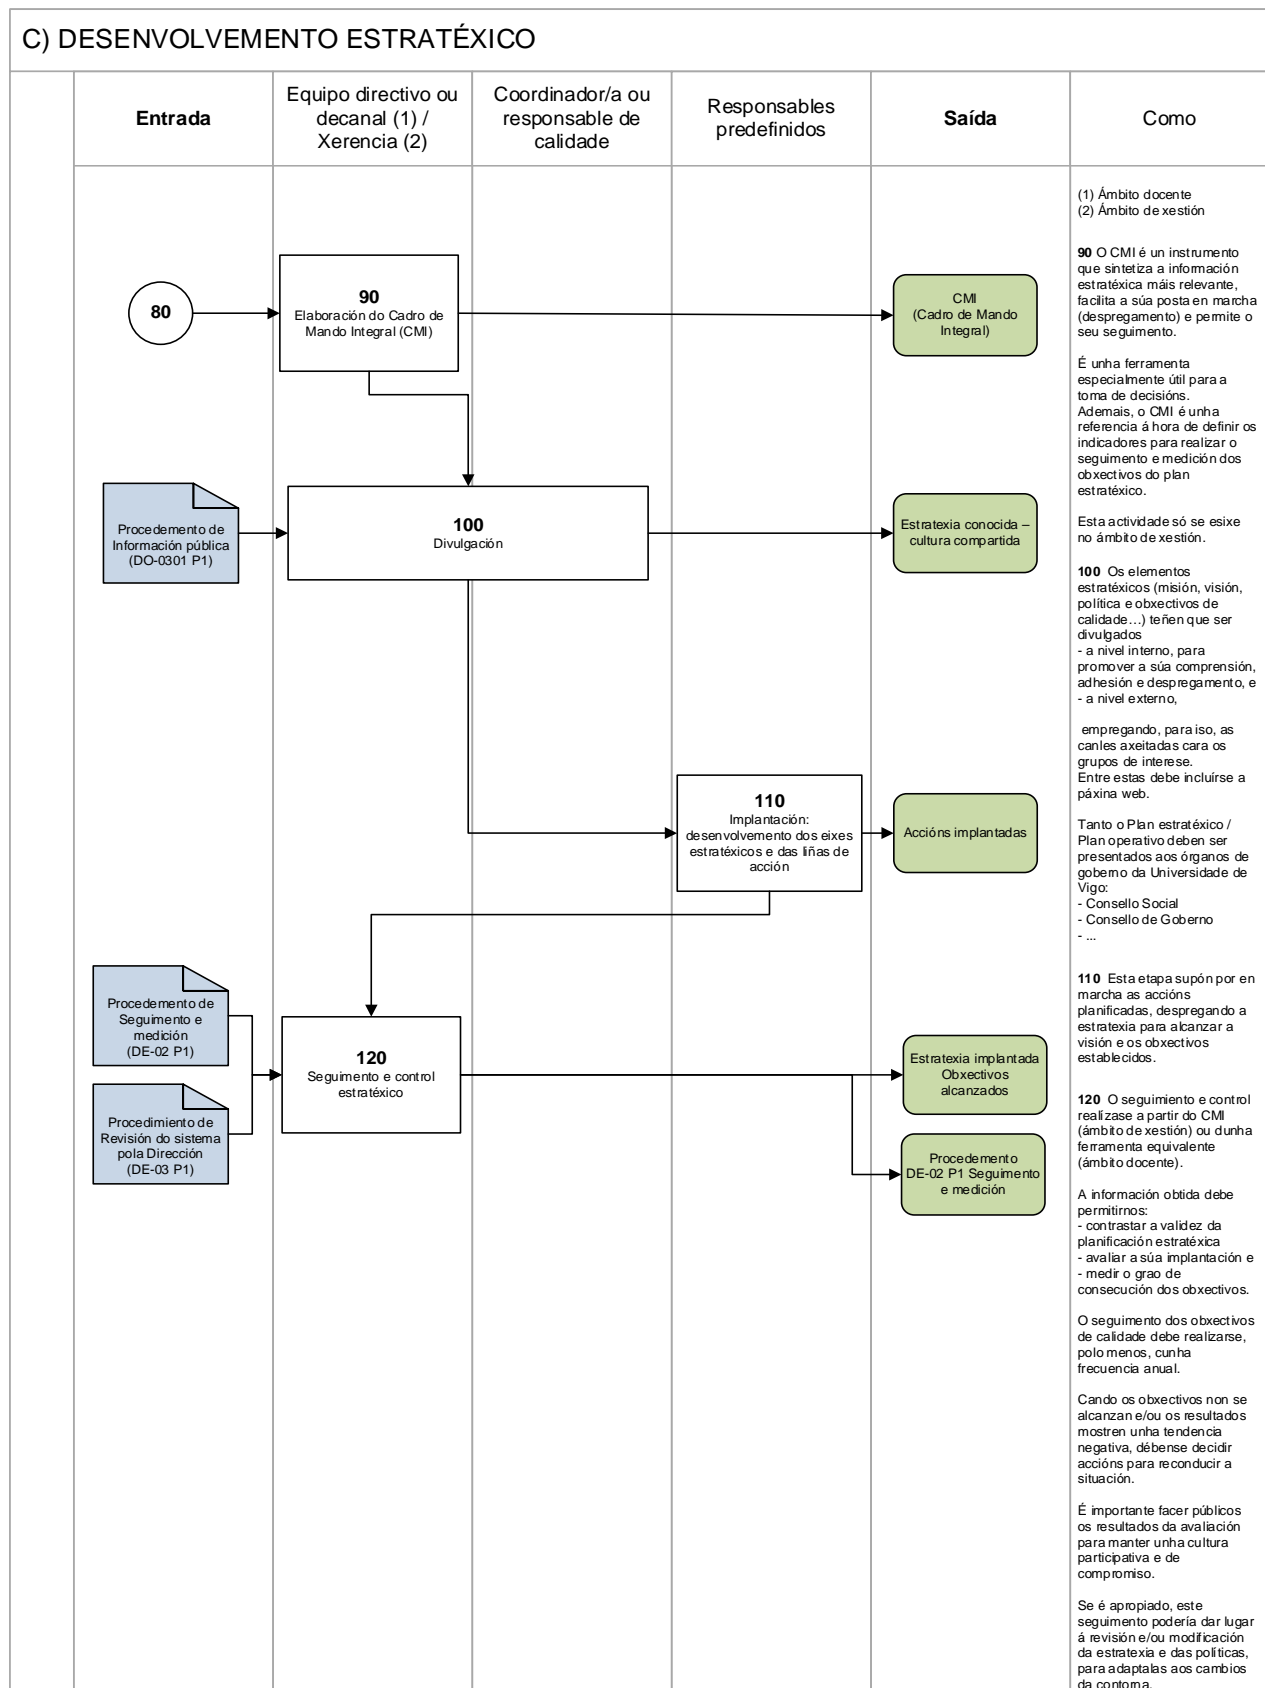 C) DESENVOLVEMENTO ESTRATÉXICO
Entrada
Equipo directivo ou
decanal (1) /
Xerencia (2)
Coordinador/a ou
responsable de
calidade
Responsables
predefinidos
Saída
Como
80
90
Elaboración do Cadro de
Mando Integral (CMI)
CMI
(Cadro de Mando
Integral)
Procedemento de
Información pública
(DO-0301 P1)
100
Divulgación
Estratexia conocida –
cultura compartida
110
Implantación:
desenvolvemento dos eixes
estratéxicos e das liñas de
acción
Accións implantadas
Procedemento de
Seguimento e
medición
(DE-02 P1)
Procedimiento de
Revisión do sistema
pola Dirección
(DE-03 P1)
120
Seguimento e control
estratéxico
Estratexia implantada
Obxectivos
alcanzados
Procedemento
DE-02 P1 Seguimento
e medición
(1) Ámbito docente
(2) Ámbito de xestión
90 O CMI é un instrumento
que sintetiza a información
estratéxica máis relevante,
facilita a súa posta en marcha
(despregamento) e permite o
seu seguimento.
É unha ferramenta
especialmente útil para a
toma de decisións.
Ademais, o CMI é unha
referencia á hora de definir os
indicadores para realizar o
seguimento e medición dos
obxectivos do plan
estratéxico.
Esta actividade só se esixe
no ámbito de xestión.
100 Os elementos
estratéxicos (misión, visión,
política e obxectivos de
calidade…) teñen que ser
divulgados
- a nivel interno, para
promover a súa comprensión,
adhesión e despregamento, e
- a nivel externo,
empregando, para iso, as
canles axeitadas cara os
grupos de interese.
Entre estas debe incluírse a
páxina web.
Tanto o Plan estratéxico /
Plan operativo deben ser
presentados aos órganos de
goberno da Universidade de
Vigo:
- Consello Social
- Consello de Goberno
- ...
110 Esta etapa supón por en
marcha as accións
planificadas, despregando a
estratexia para alcanzar a
visión e os obxectivos
establecidos.
120 O seguimiento e control
realízase a partir do CMI
(ámbito de xestión) ou dunha
ferramenta equivalente
(ámbito docente).
A información obtida debe
permitirnos:
- contrastar a validez da
planificación estratéxica
- avaliar a súa implantación e
- medir o grao de
consecución dos obxectivos.
O seguimento dos obxectivos
de calidade debe realizarse,
polo menos, cunha
frecuencia anual.
Cando os obxectivos non se
alcanzan e/ou os resultados
mostren unha tendencia
negativa, débense decidir
accións para reconducir a
situación.
É importante facer públicos
os resultados da avaliación
para manter unha cultura
participativa e de
compromiso.
Se é apropiado, este
seguimento podería dar lugar
á revisión e/ou modificación
da estratexia e das políticas,
para adaptalas aos cambios
da contorna.